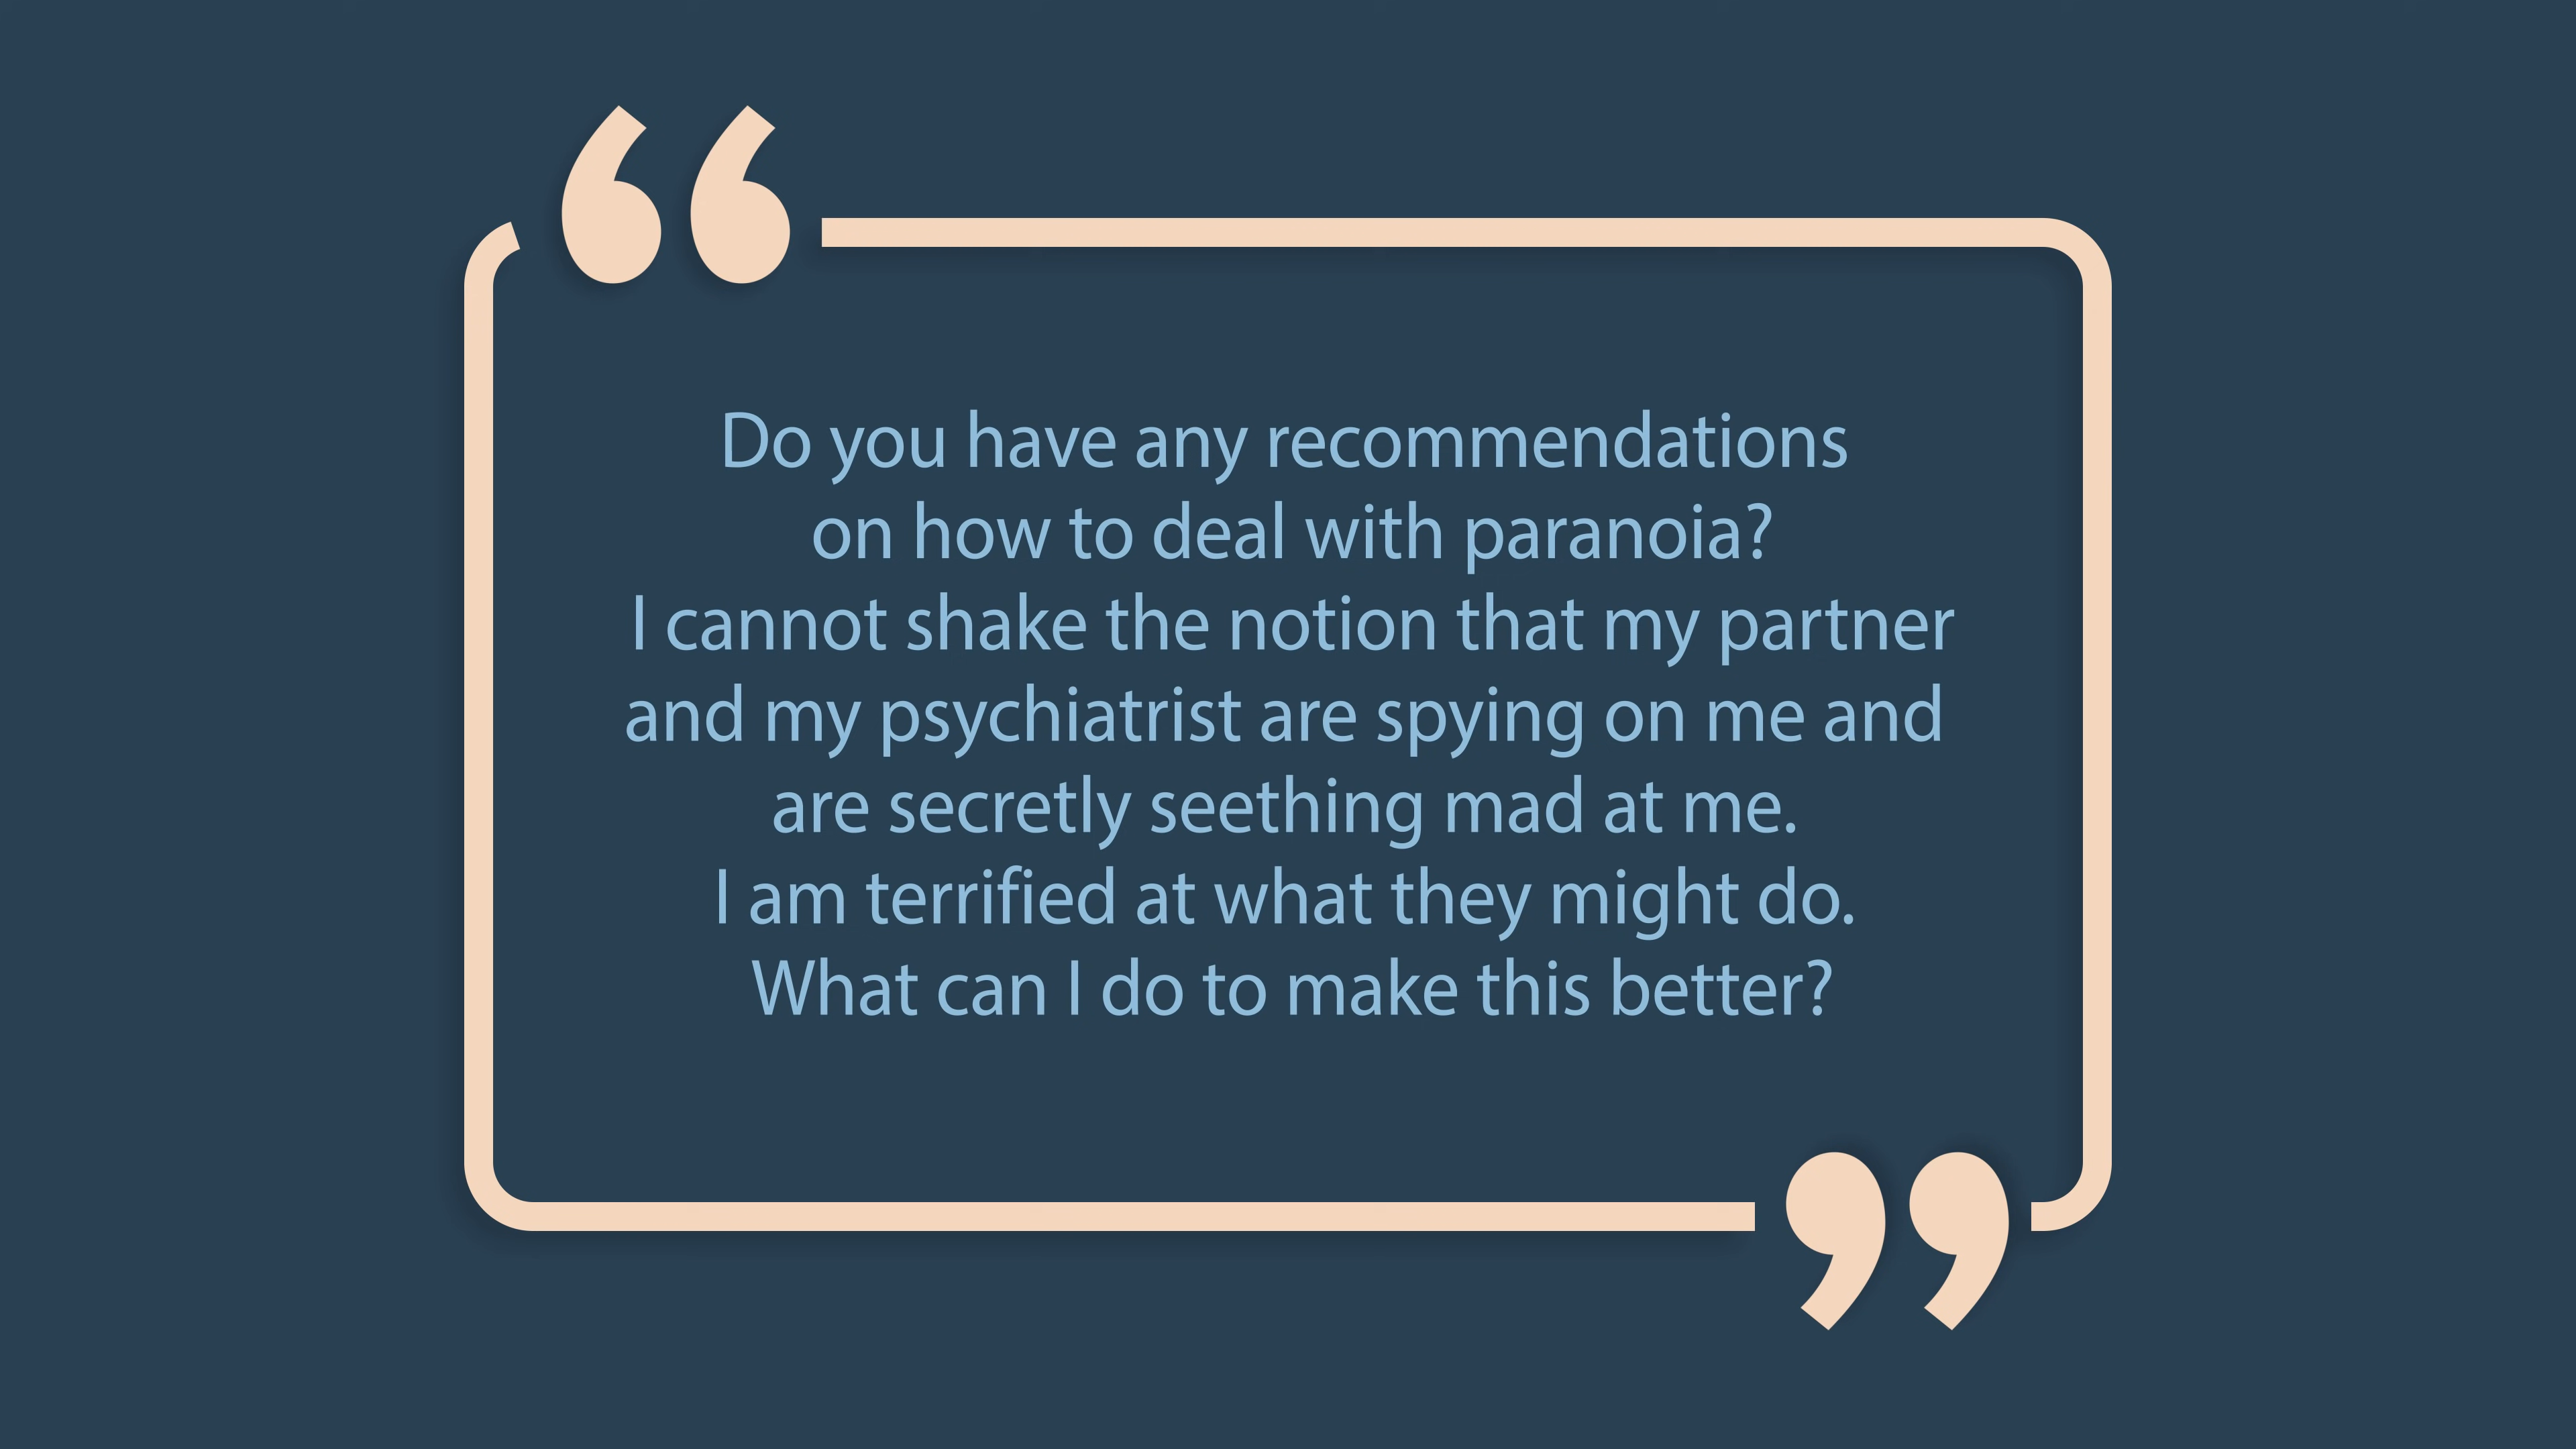 Do you have any recommendations
on how to deal with paranoia?
I cannot shake the notion that my partner
and my psychiatrist are spying on me and
are secretly seething mad at me.
I am terrified at what they might do.
What can I do to make this better?